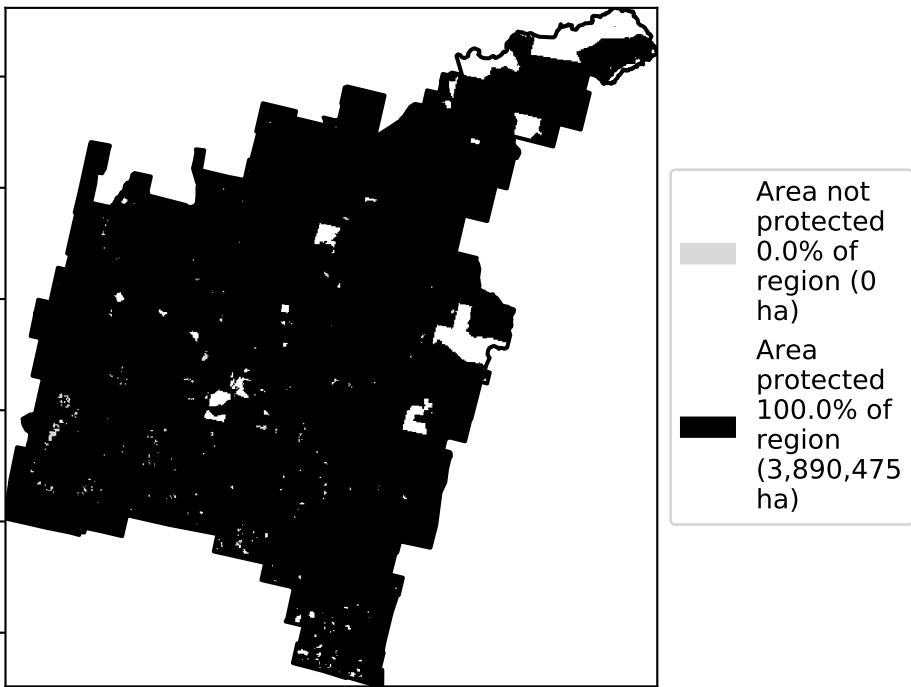 Area not
protected
0.0% of
region (0
ha)
Area
protected
100.0% of
region
(3,890,475
ha)